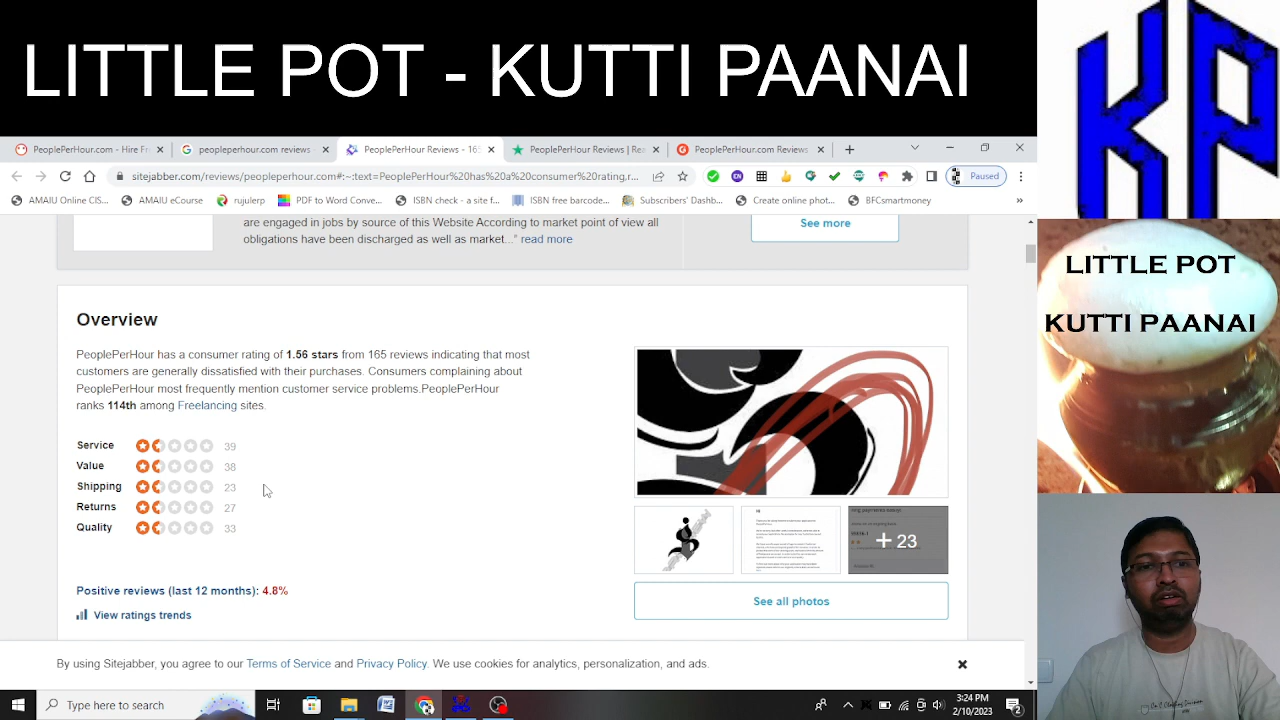 LITTLE POT - KUTTI PAANAI
KP
PeoplePerHour.com - Hire Fr
peopleperhour.com reviews
PeoplePerHour Reviews - 16
PeoplePerHour Reviews | Rea
PeoplePerHour.com Reviews
sitejabber.com/reviews/peopleperhour.com#:~:text=PeoplePerHour%20has%20a%20consumer%20rating.r...
Paused
AMAIU Online CIS...
AMAIU eCourse
rujulerp
PDF to Word Conve...
ISBN check - a site f...
ISBN free barcode...
Subscribers' Dashb...
Create online phot...
BFCsmartmoney
»
are engaged in jobs by source of this Website According to market point of view all
obligations have been discharged as well as market..." read more
See more
LITTLE POT
KUTTI PAANAI
Overview
PeoplePerHour has a consumer rating of 1.56 stars from 165 reviews indicating that most
customers are generally dissatisfied with their purchases. Consumers complaining about
PeoplePerHour most frequently mention customer service problems.PeoplePerHour
ranks 114th among Freelancing sites.
Service 39
Value 38
Shipping 23
Returns 27
Quality 33
+ 23
Positive reviews (last 12 months): 4.8%
View ratings trends
See all photos
By using Sitejabber, you agree to our Terms of Service and Privacy Policy. We use cookies for analytics, personalization, and ads.
Type here to search
3:24 PM
2/10/2023
2